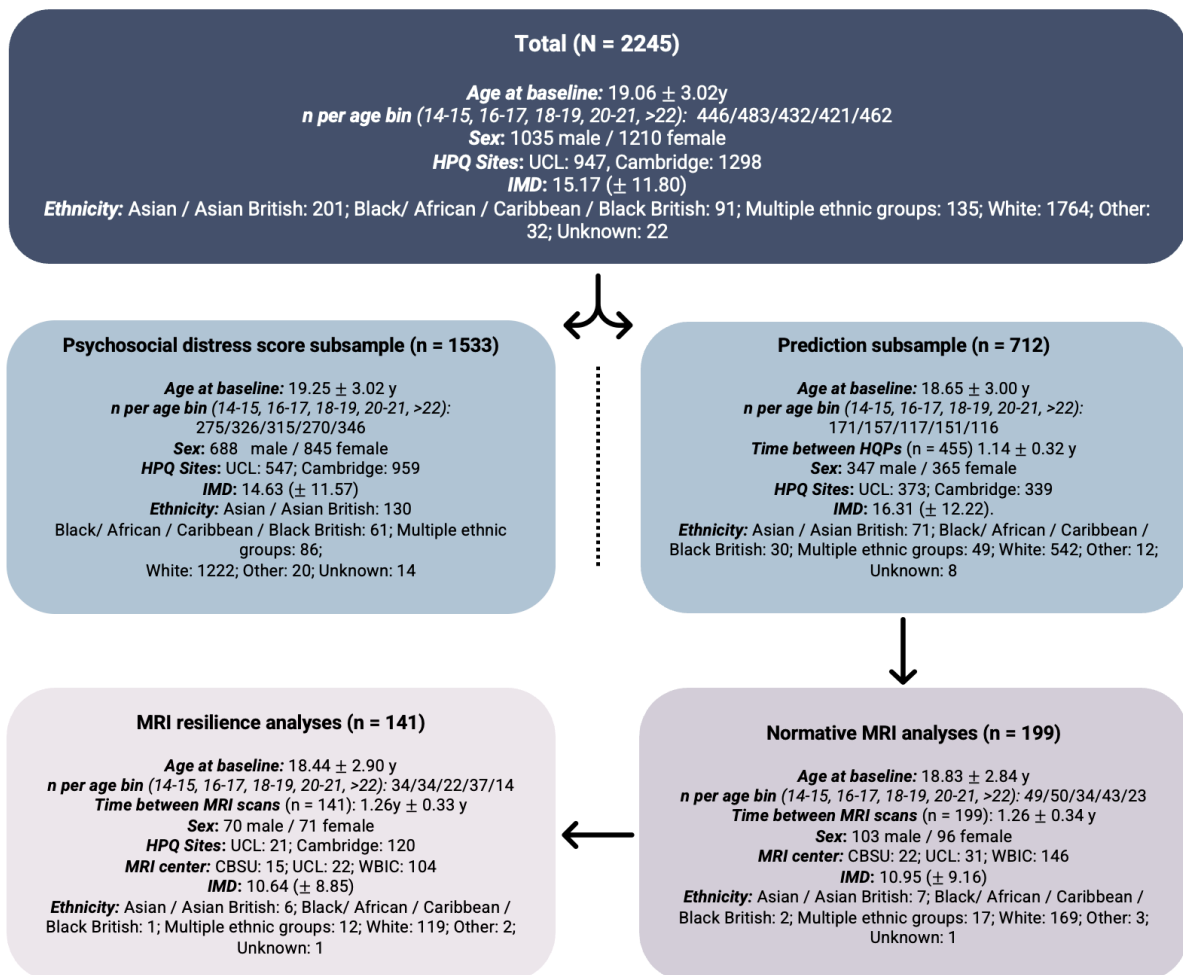 Total (N = 2245)
Age at baseline: 19.06 ± 3.02y
n per age bin (14-15, 16-17, 18-19, 20-21, >22): 446/483/432/421/462
Sex: 1035 male / 1210 female
HPQ Sites: UCL: 947, Cambridge: 1298
IMD: 15.17 (± 11.80)
Ethnicity: Asian / Asian British: 201; Black/ African / Caribbean / Black British: 91; Multiple ethnic groups: 135; White: 1764; Other:
32; Unknown: 22
Psychosocial distress score subsample (n = 1533)
Age at baseline: 19.25 ± 3.02 y
n per age bin (14-15, 16-17, 18-19, 20-21, >22):
275/326/315/270/346
Sex: 688 male / 845 female
HPQ Sites: UCL: 547; Cambridge: 959
IMD: 14.63 (± 11.57)
Ethnicity: Asian / Asian British: 130
Black/ African / Caribbean / Black British: 61; Multiple ethnic
groups: 86;
White: 1222; Other: 20; Unknown: 14
Prediction subsample (n = 712)
Age at baseline: 18.65 ± 3.00 y
n per age bin (14-15, 16-17, 18-19, 20-21, >22):
171/157/117/151/116
Time between HQPs (n = 455) 1.14 ± 0.32 y
Sex: 347 male / 365 female
HPQ Sites: UCL: 373; Cambridge: 339
IMD: 16.31 (± 12.22).
Ethnicity: Asian / Asian British: 71; Black/ African / Caribbean /
Black British: 30; Multiple ethnic groups: 49; White: 542; Other: 12;
Unknown: 8
MRI resilience analyses (n = 141)
Age at baseline: 18.44 ± 2.90 y
n per age bin (14-15, 16-17, 18-19, 20-21, >22): 34/34/22/37/14
Time between MRI scans (n = 141): 1.26y ± 0.33 y
Sex: 70 male / 71 female
HPQ Sites: UCL: 21; Cambridge: 120
MRI center: CBSU: 15; UCL: 22; WBIC: 104
IMD: 10.64 (± 8.85)
Ethnicity: Asian / Asian British: 6; Black/ African / Caribbean /
Black British: 1; Multiple ethnic groups: 12; White: 119; Other: 2;
Unknown: 1
Normative MRI analyses (n = 199)
Age at baseline: 18.83 ± 2.84 y
n per age bin (14-15, 16-17, 18-19, 20-21, >22): 49/50/34/43/23
Time between MRI scans (n = 199): 1.26 ± 0.34 y
Sex: 103 male / 96 female
MRI center: CBSU: 22; UCL: 31; WBIC: 146
IMD: 10.95 (± 9.16)
Ethnicity: Asian / Asian British: 7; Black/ African / Caribbean /
Black British: 2; Multiple ethnic groups: 17; White: 169; Other: 3;
Unknown: 1